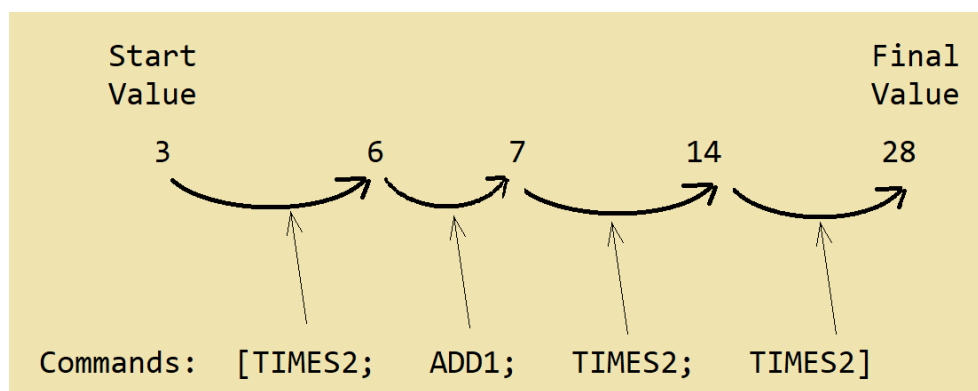 Start Final
Value Value
3 6 7 14 28
Commands: [TIMES2; ADD1; TIMES2; TIMES2]